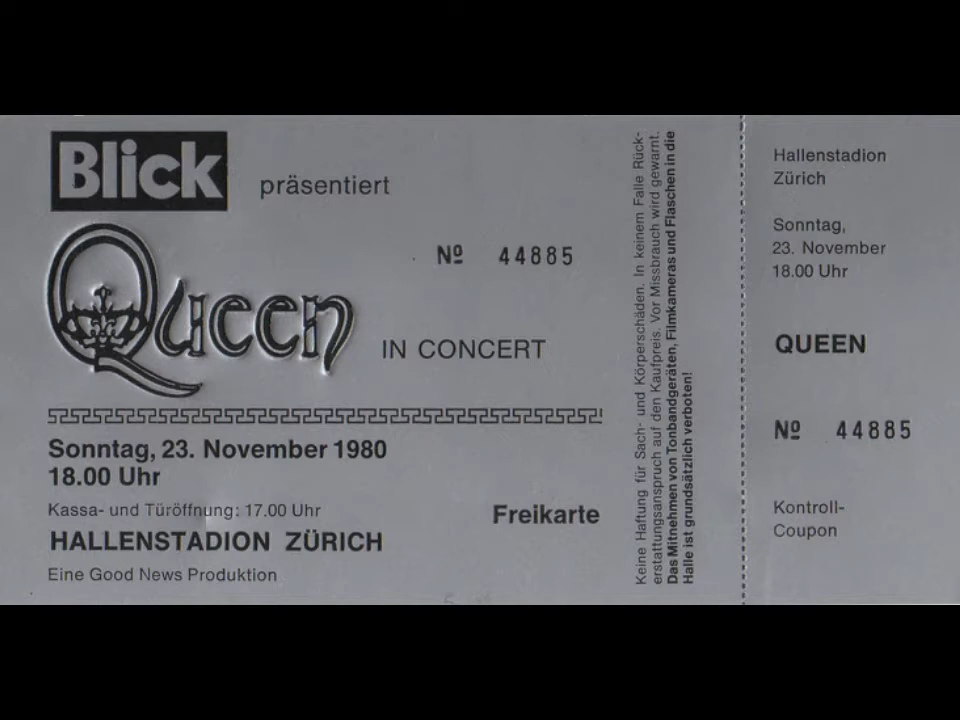 Blick präsentiert
Nº 44885
Queen IN CONCERT
Sonntag, 23. November 1980
18.00 Uhr
Kassa- und Türöffnung: 17.00 Uhr
Freikarte
HALLENSTADION ZÜRICH
Eine Good News Produktion
Keine Haftung für Sach- und Körperschäden. In keinem Falle Rück-
erstattungsanspruch auf den Kaufpreis. Vor Missbrauch wird gewarnt.
Das Mitnehmen von Tonbandgeräten, Filmkameras und Flaschen in die
Halle ist grundsätzlich verboten!
Hallenstadion
Zürich
Sonntag,
23. November
18.00 Uhr
QUEEN
Nº 44885
Kontroll-
Coupon